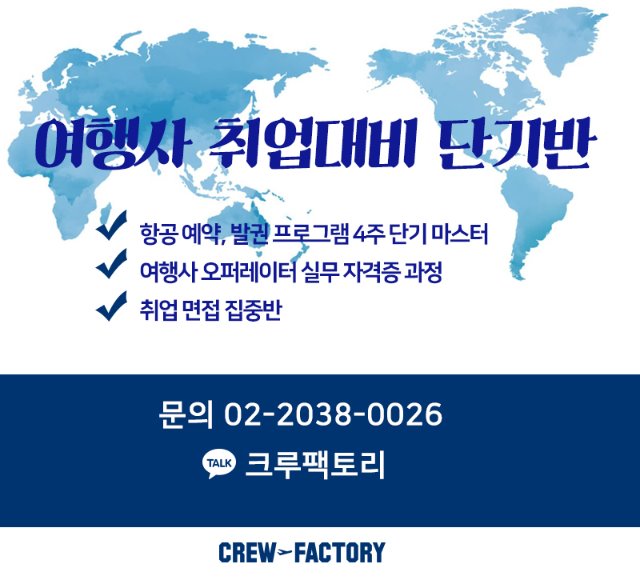 여행사 취업대비 단기반
항공 예약, 발권 프로그램 4주 단기 마스터
여행사 오퍼레이터 실무 자격증 과정
취업 면접 집중반
문의 02-2038-0026
TALK 크루팩토리
CREW FACTORY